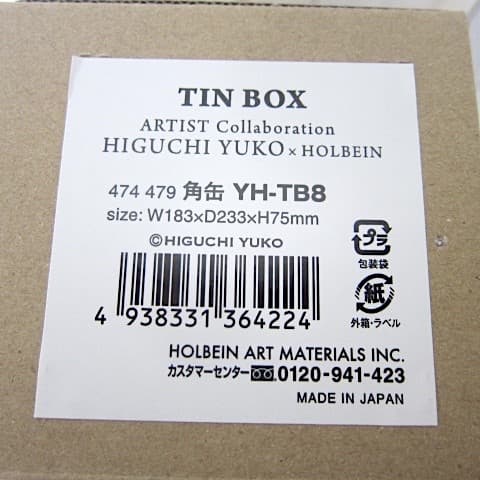 TIN BOX
ARTIST Collaboration
HIGUCHI YUKO × HOLBEIN
474 479 角缶 YH-TB8
size: W183×D233×H75mm
©HIGUCHI YUKO
プラ
包装袋
4 938331 364224
紙
外箱・ラベル
HOLBEIN ART MATERIALS INC.
カスタマーセンター 0120-941-423
MADE IN JAPAN